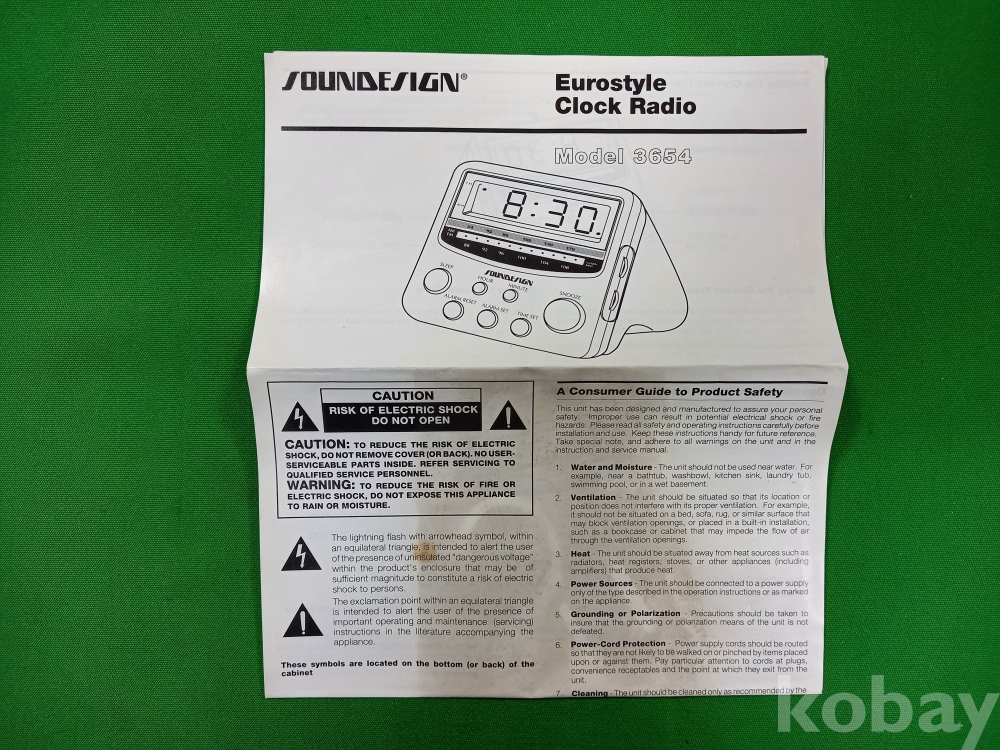 SOUNDESIGN®
Eurostyle
Clock Radio
Model 3654
8:30
AM
FM
53 60 80 100 140 170
88 92 96 100 104 108
SOUNDESIGN
SLEEP
HOUR
MINUTE
SNOOZE
ALARM RESET
ALARM SET
TIME SET
CAUTION
RISK OF ELECTRIC SHOCK
DO NOT OPEN
CAUTION: TO REDUCE THE RISK OF ELECTRIC
SHOCK, DO NOT REMOVE COVER (OR BACK). NO USER-
SERVICEABLE PARTS INSIDE. REFER SERVICING TO
QUALIFIED SERVICE PERSONNEL.
WARNING: TO REDUCE THE RISK OF FIRE OR
ELECTRIC SHOCK, DO NOT EXPOSE THIS APPLIANCE
TO RAIN OR MOISTURE.
The lightning flash with arrowhead symbol, within
an equilateral triangle, is intended to alert the user
of the presence of uninsulated "dangerous voltage"
within the product's enclosure that may be of
sufficient magnitude to constitute a risk of electric
shock to persons.
The exclamation point within an equilateral triangle
is intended to alert the user of the presence of
important operating and maintenance (servicing)
instructions in the literature accompanying the
appliance.
These symbols are located on the bottom (or back) of the
cabinet
A Consumer Guide to Product Safety
This unit has been designed and manufactured to assure your personal
safety. Improper use can result in potential electrical shock or fire
hazards. Please read all safety and operating instructions carefully before
installation and use. Keep these instructions handy for future reference.
Take special note, and adhere to all warnings on the unit and in the
instruction and service manual.
1. Water and Moisture - The unit should not be used near water. For
example, near a bathtub, washbowl, kitchen sink, laundry tub,
swimming pool, or in a wet basement.
2. Ventilation - The unit should be situated so that its location or
position does not interfere with its proper ventilation. For example,
it should not be situated on a bed, sofa, rug, or similar surface that
may block ventilation openings, or placed in a built-in installation,
such as a bookcase or cabinet that may impede the flow of air
through the ventilation openings.
3. Heat - The unit should be situated away from heat sources such as
radiators, heat registers, stoves, or other appliances (including
amplifiers) that produce heat.
4. Power Sources - The unit should be connected to a power supply
only of the type described in the operation instructions or as marked
on the appliance.
5. Grounding or Polarization - Precautions should be taken to
insure that the grounding or polarization means of the unit is not
defeated.
6. Power-Cord Protection - Power supply cords should be routed
so that they are not likely to be walked on or pinched by items placed
upon or against them. Pay particular attention to cords at plugs,
convenience receptacles and the point at which they exit from the
unit.
7. Cleaning - The unit should be cleaned only as recommended by the
kobay